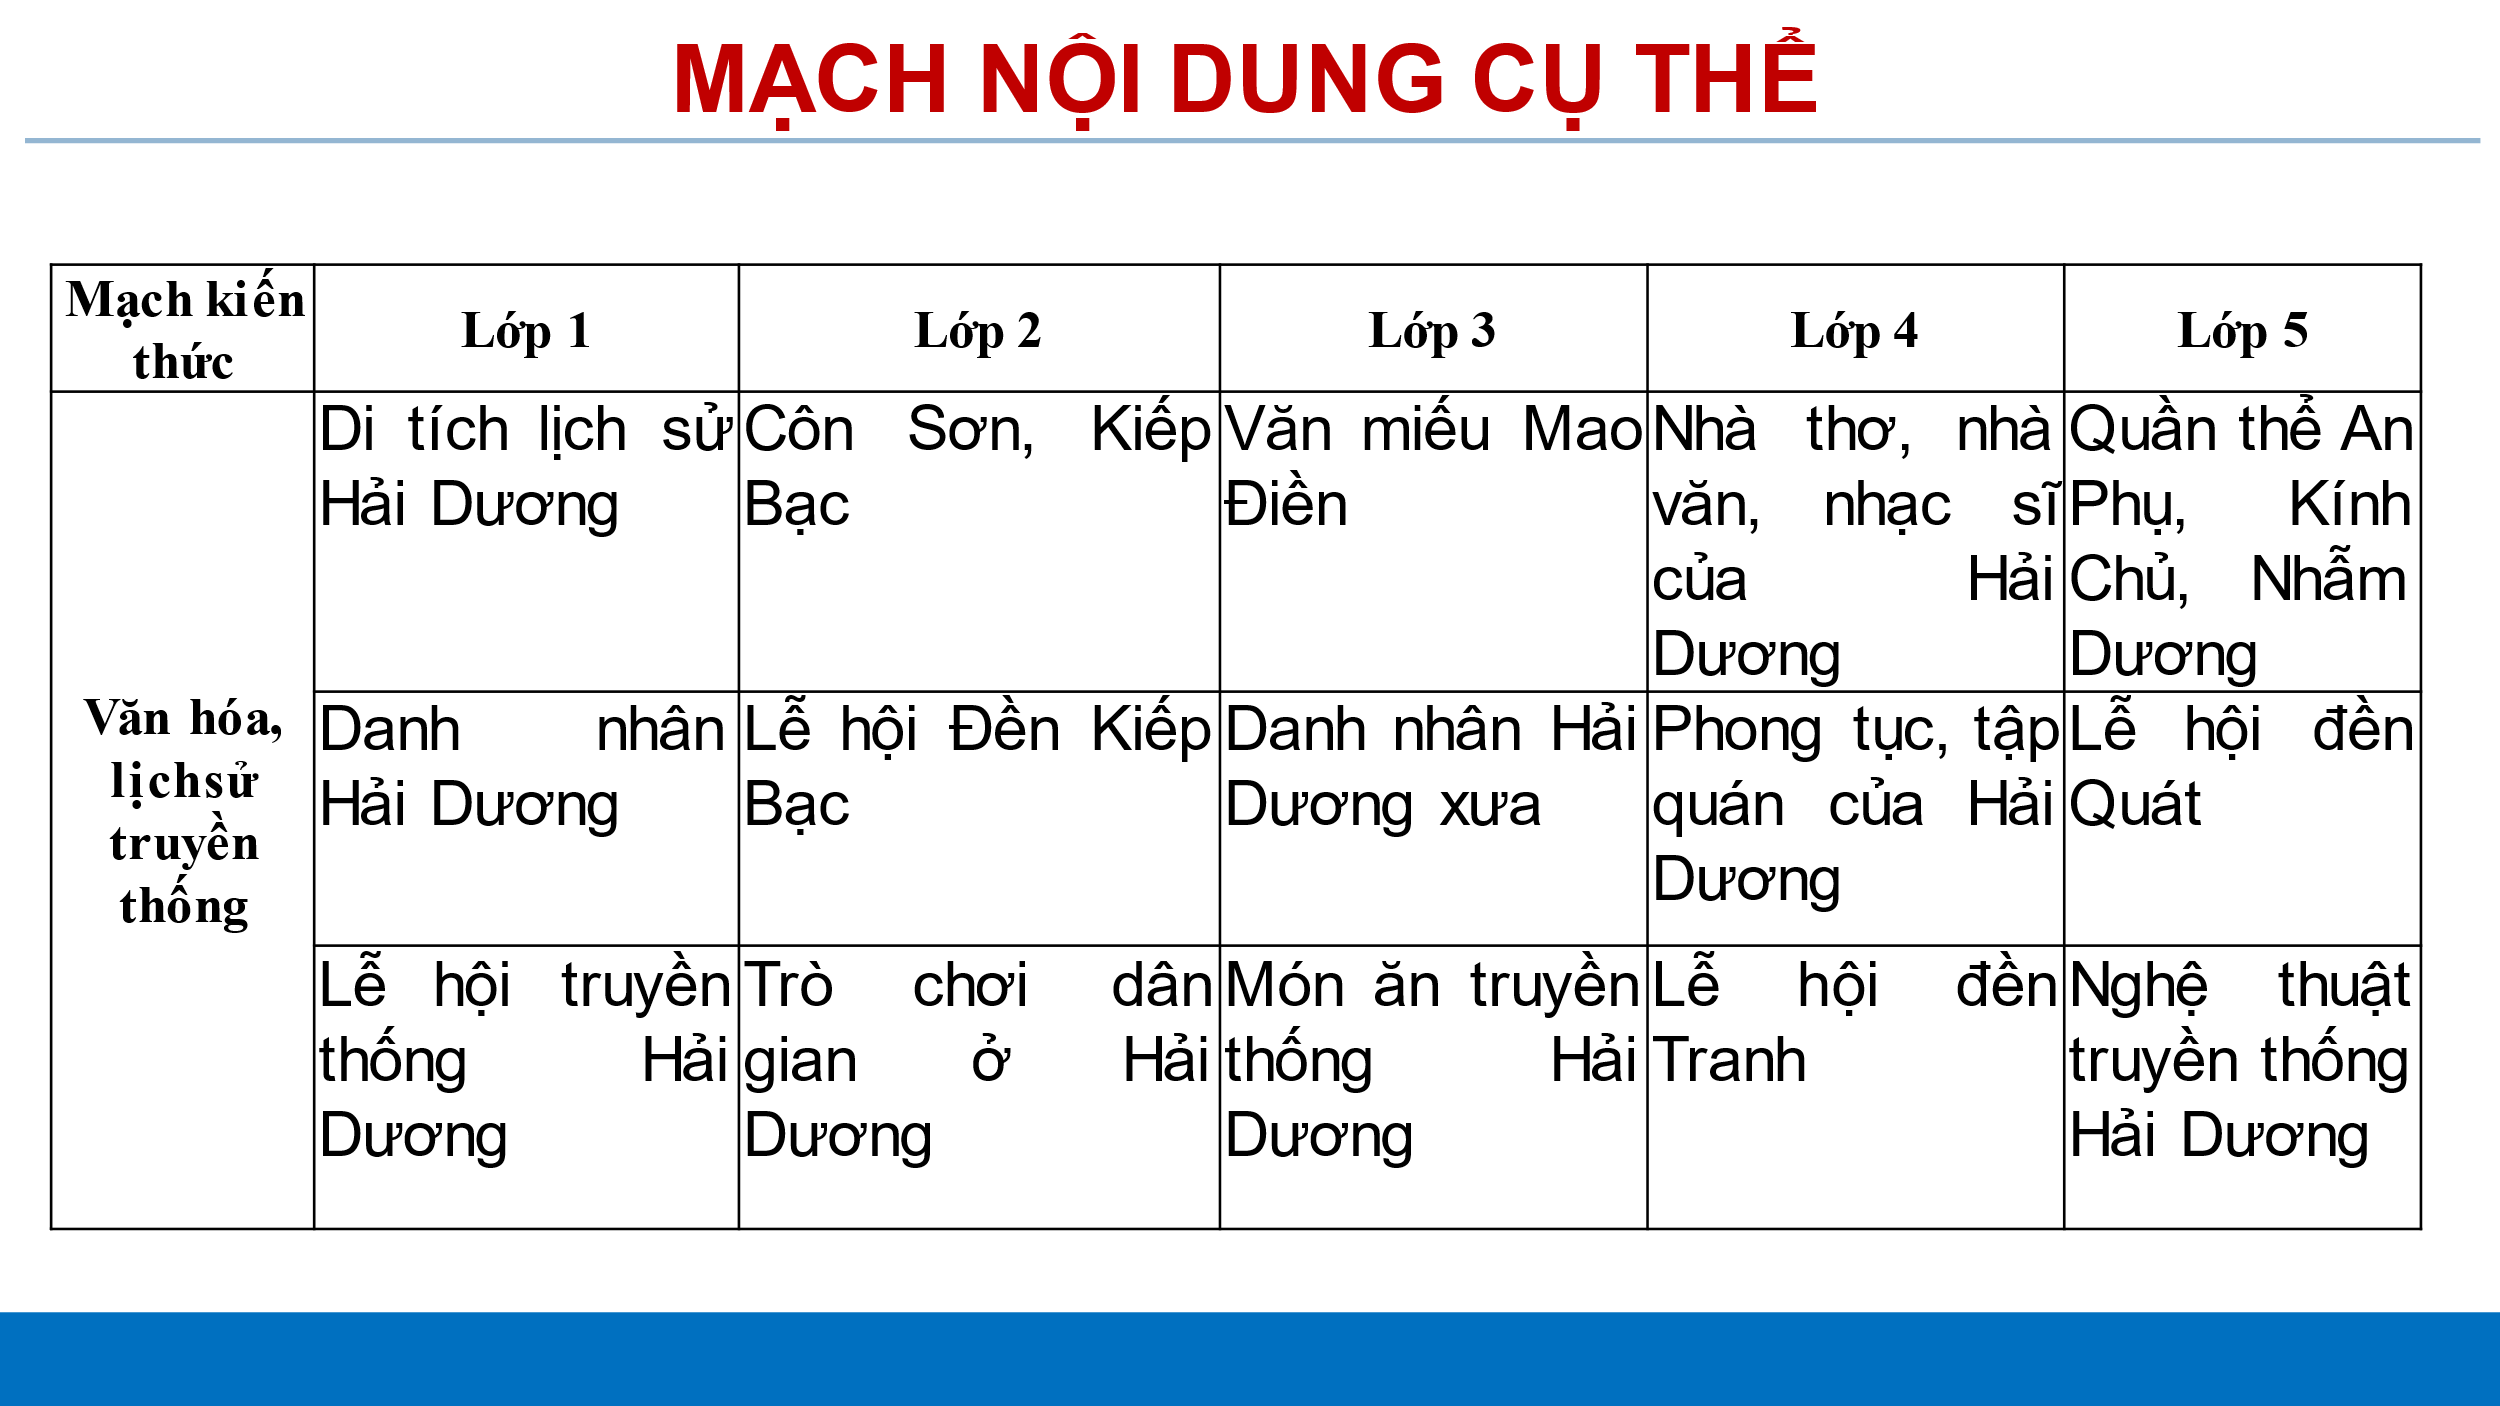 MẠCH NỘI DUNG CỤ THỂ
Mạch kiến
thức
Lớp 1
Lớp 2
Lớp 3
Lớp 4
Lớp 5
Văn hóa,
lịch sử
truyền
thống
Di tích lịch sử
Hải Dương
Côn Sơn, Kiếp
Bạc
Văn miếu Mao
Điền
Nhà thơ, nhà
văn, nhạc sĩ
của Hải
Dương
Quần thể An
Phụ, Kính
Chủ, Nhẫm
Dương
Danh nhân
Hải Dương
Lễ hội Đền Kiếp
Bạc
Danh nhân Hải
Dương xưa
Phong tục, tập
quán của Hải
Dương
Lễ hội đền
Quát
Lễ hội truyền
thống Hải
Dương
Trò chơi dân
gian ở Hải
Dương
Món ăn truyền
thống Hải
Dương
Lễ hội đền
Tranh
Nghệ thuật
truyền thống
Hải Dương